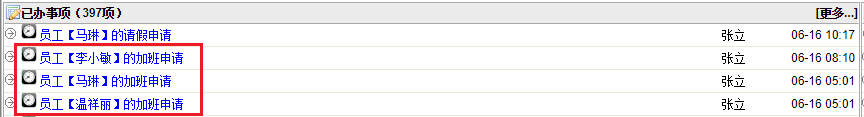 已办事项（397项） [更多...]
员工【马琳】的请假申请 张立 06-16 10:17
员工【李小敏】的加班申请 张立 06-16 08:10
员工【马琳】的加班申请 张立 06-16 05:01
员工【温祥丽】的加班申请 张立 06-16 05:01